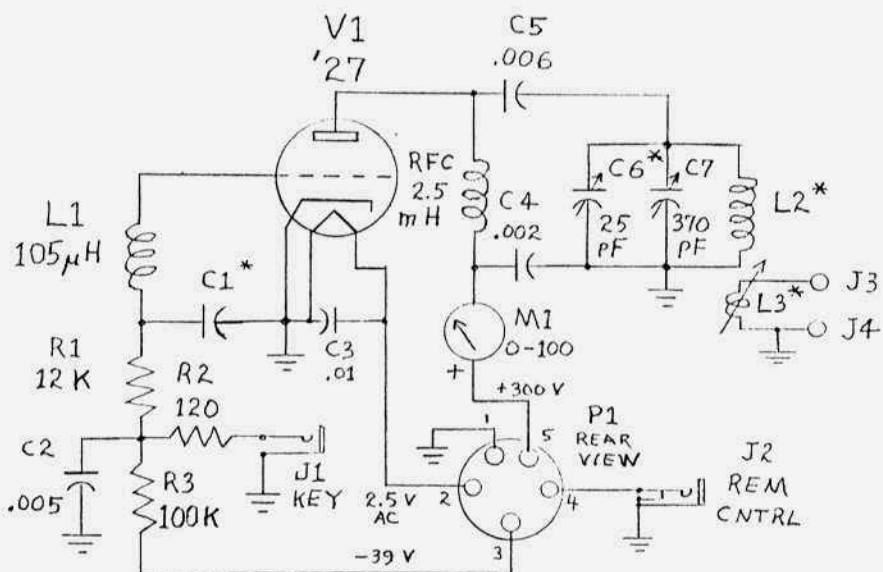 V1
'27
C5
.006
RFC
2.5
mH
C6*
C7
L2*
L1
105μH
C4
.002
25
PF
370
PF
C1*
L3*
J3
J4
M1
0-100
+
C3
.01
R1
12 K
R2
120
+300 V
P1
REAR
VIEW
1
5
2
4
3
C2
.005
R3
100K
J1
KEY
2.5 V
AC
J2
REM
CNTRL
-39 V